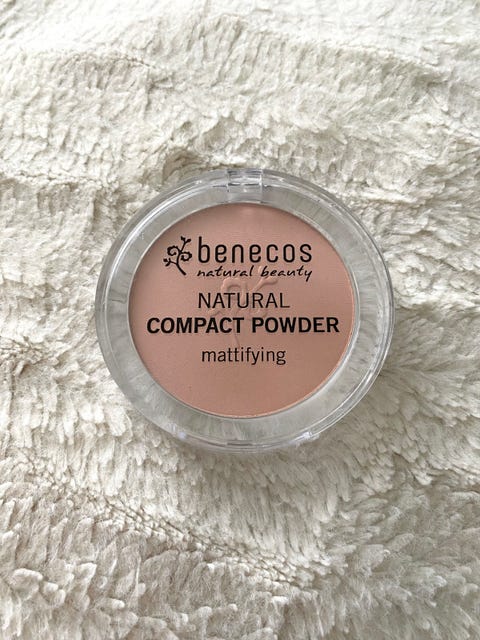 benecos
natural beauty
NATURAL
COMPACT POWDER
mattifying